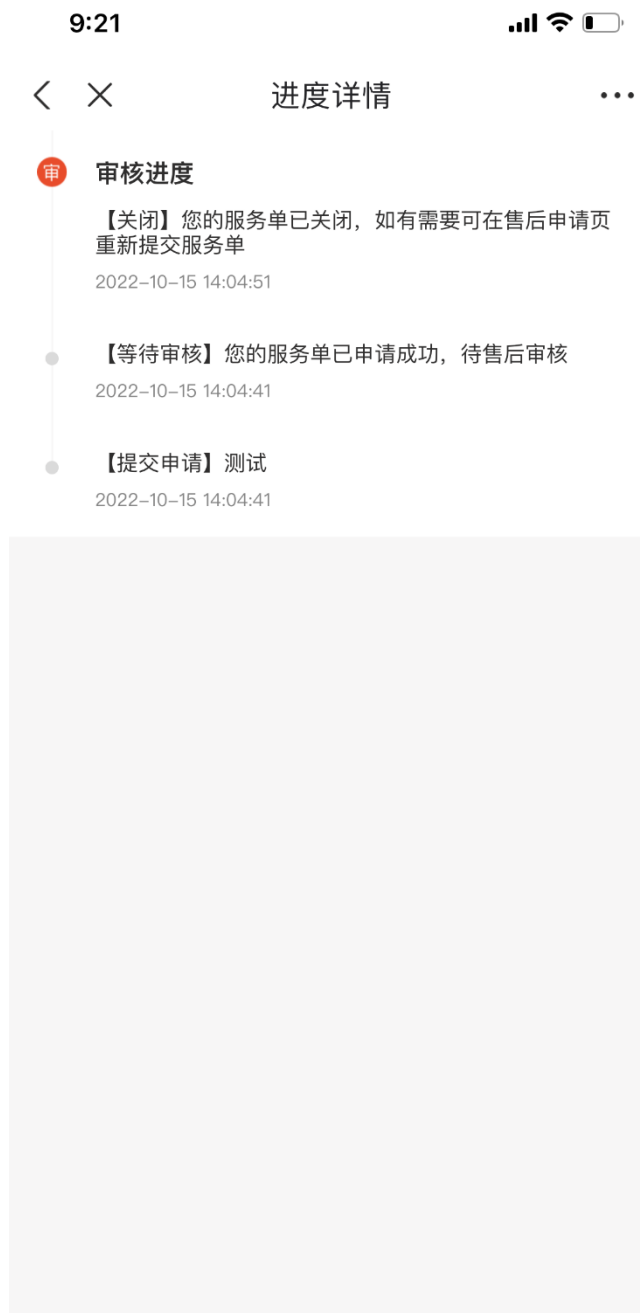 9:21
进度详情
审
审核进度
【关闭】您的服务单已关闭，如有需要可在售后申请页
重新提交服务单
2022-10-15 14:04:51
【等待审核】您的服务单已申请成功，待售后审核
2022-10-15 14:04:41
【提交申请】测试
2022-10-15 14:04:41